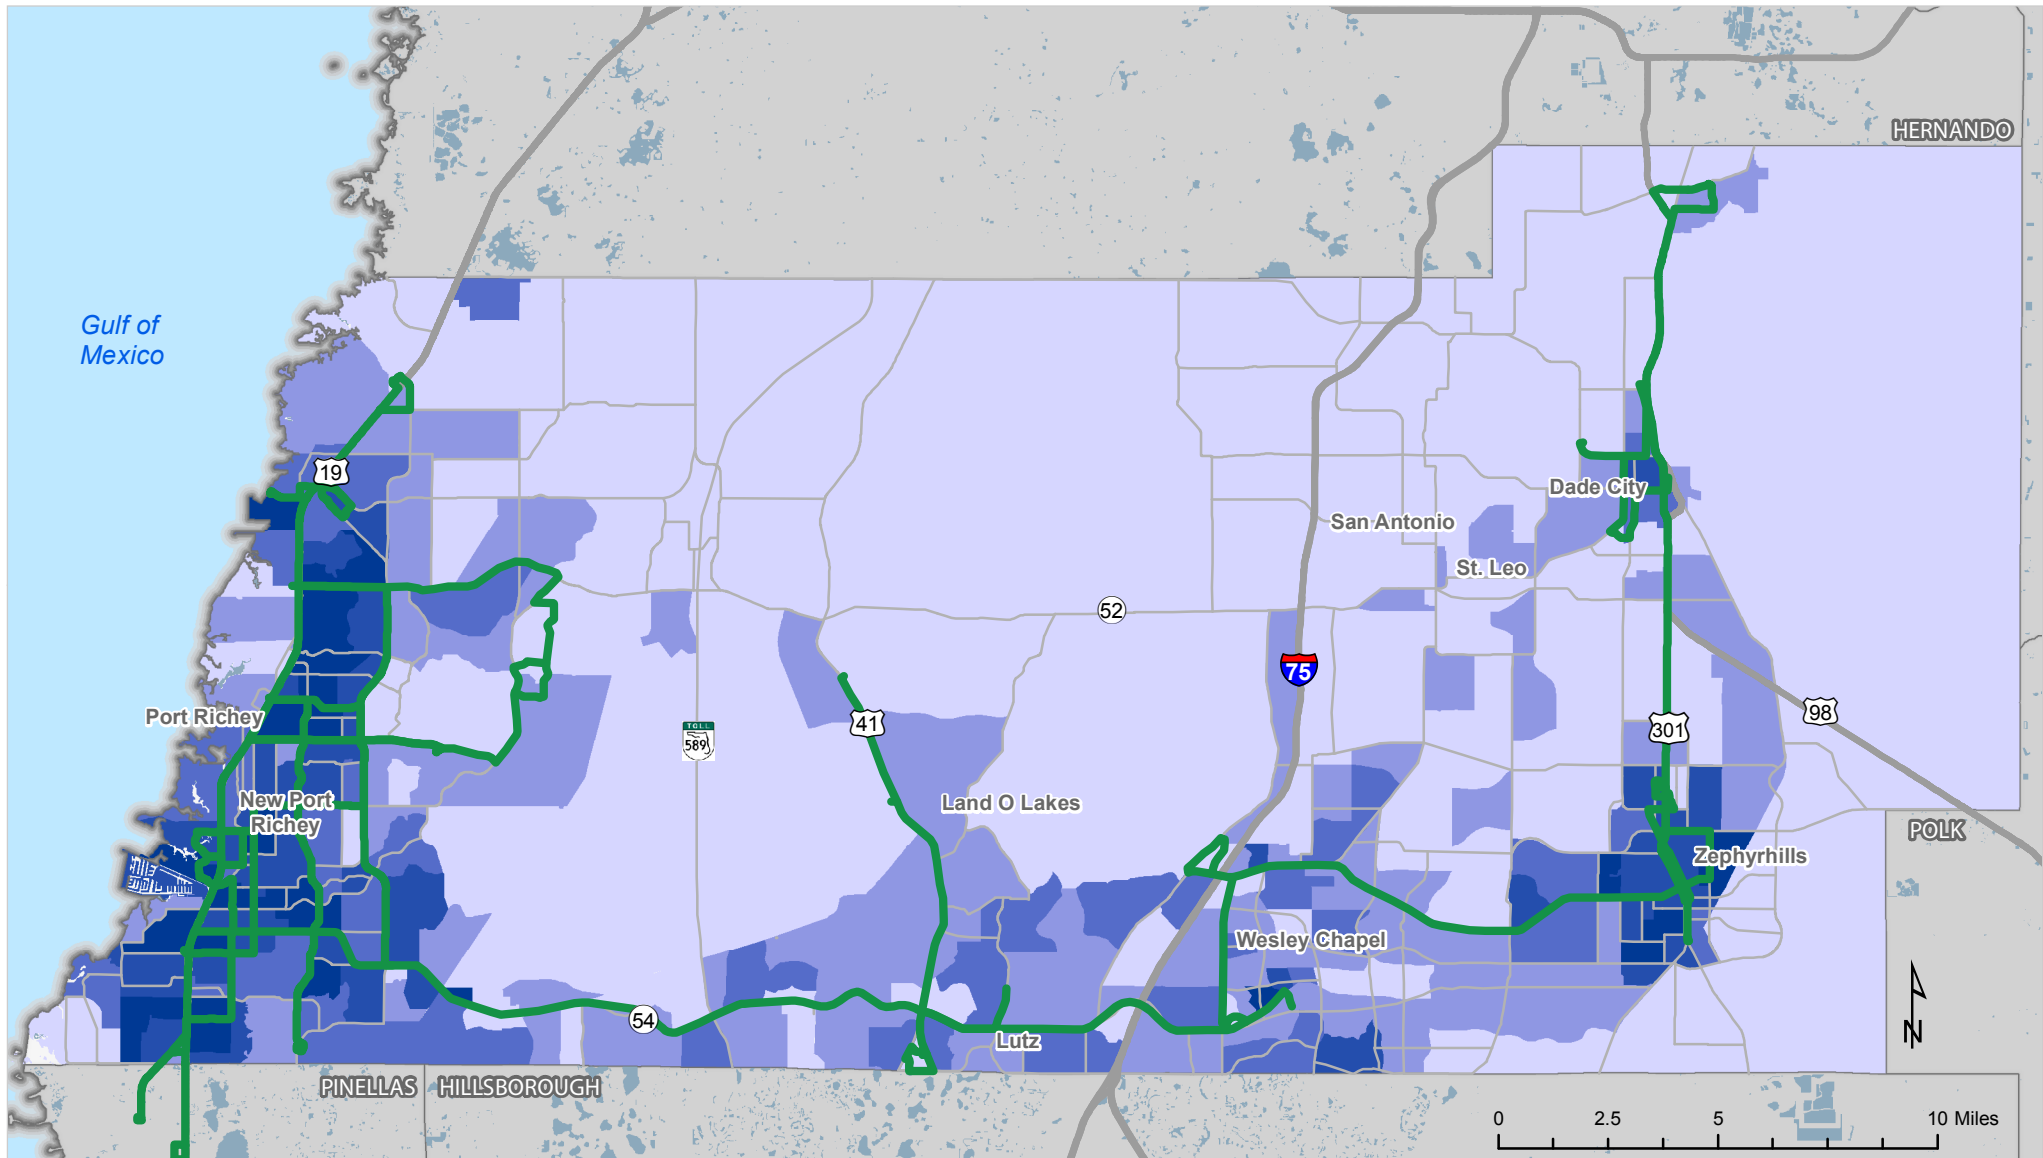 HERNANDO
Gulf of
Mexico
19
Dade City
San Antonio
St. Leo
52
75
Port Richey
41
98
301
TOLL
589
New Port
Richey
Land O Lakes
POLK
Zephyrhills
Wesley Chapel
54
Lutz
N
PINELLAS
HILLSBOROUGH
0 2.5 5 10 Miles